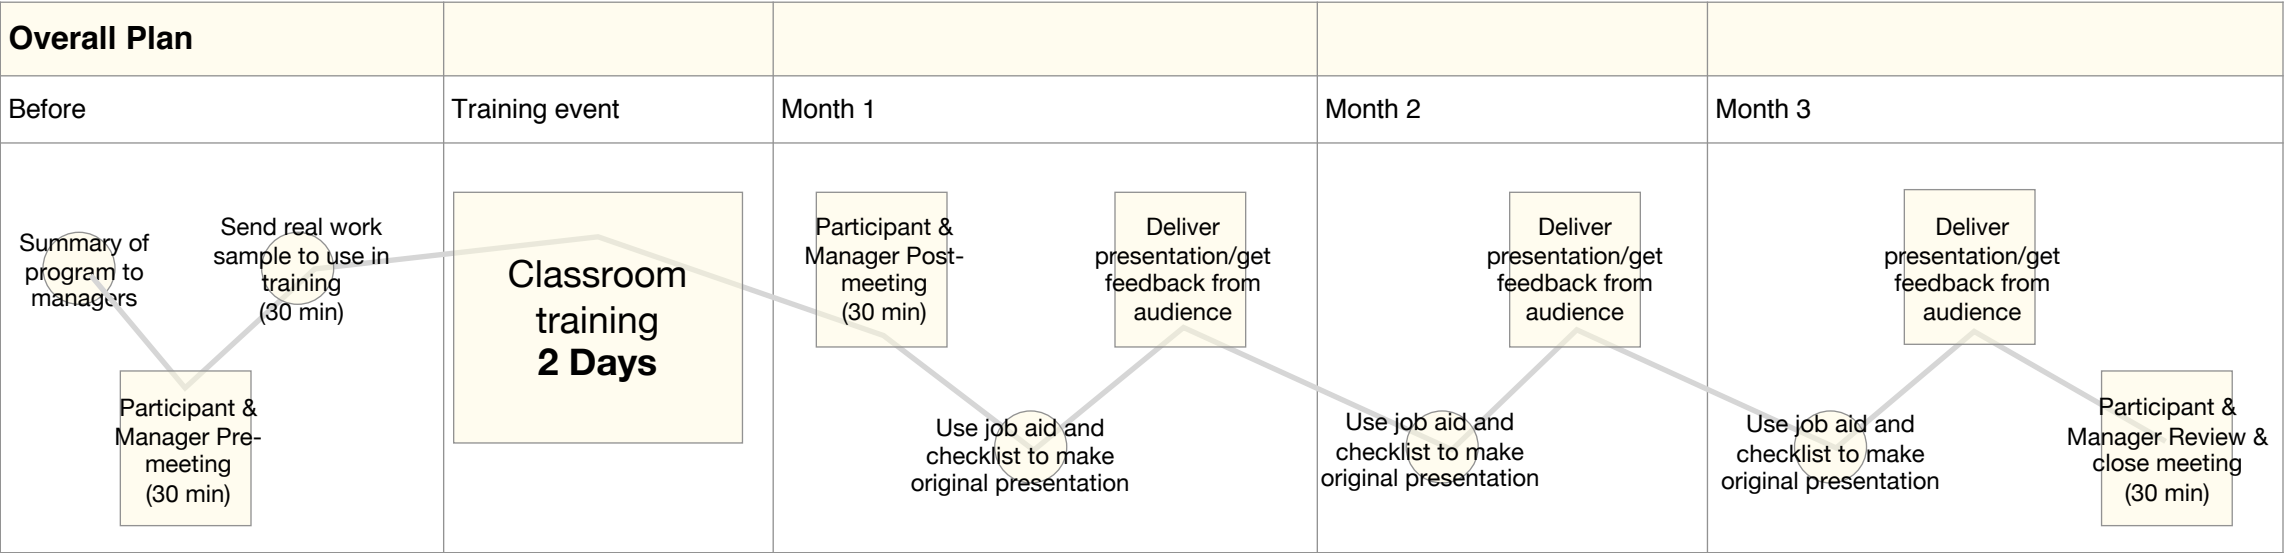 Overall Plan
Before
Training event
Month 1
Month 2
Month 3
Summary of
program to
managers
Participant &
Manager Pre-
meeting
(30 min)
Send real work
sample to use in
training
(30 min)
Classroom
training
2 Days
Participant &
Manager Post-
meeting
(30 min)
Use job aid and
checklist to make
original presentation
Deliver
presentation/get
feedback from
audience
Use job aid and
checklist to make
original presentation
Deliver
presentation/get
feedback from
audience
Use job aid and
checklist to make
original presentation
Deliver
presentation/get
feedback from
audience
Participant &
Manager Review &
close meeting
(30 min)